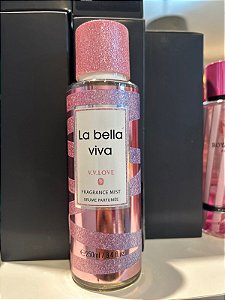 La bella
viva
V.V.LOVE
FRAGRANCE MIST
BRUME PARFUMÉE